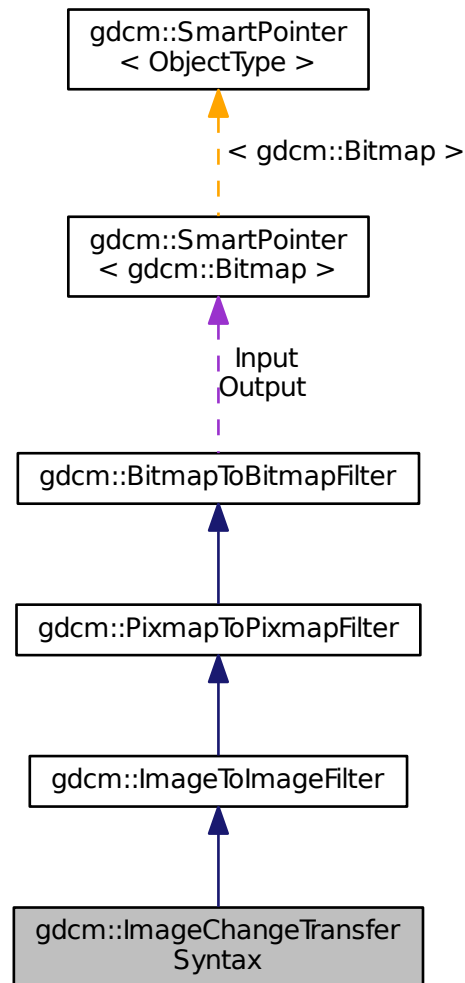 gdcm::SmartPointer
< ObjectType >
< gdcm::Bitmap >
gdcm::SmartPointer
< gdcm::Bitmap >
Input
Output
gdcm::BitmapToBitmapFilter
gdcm::PixmapToPixmapFilter
gdcm::ImageToImageFilter
gdcm::ImageChangeTransfer
Syntax